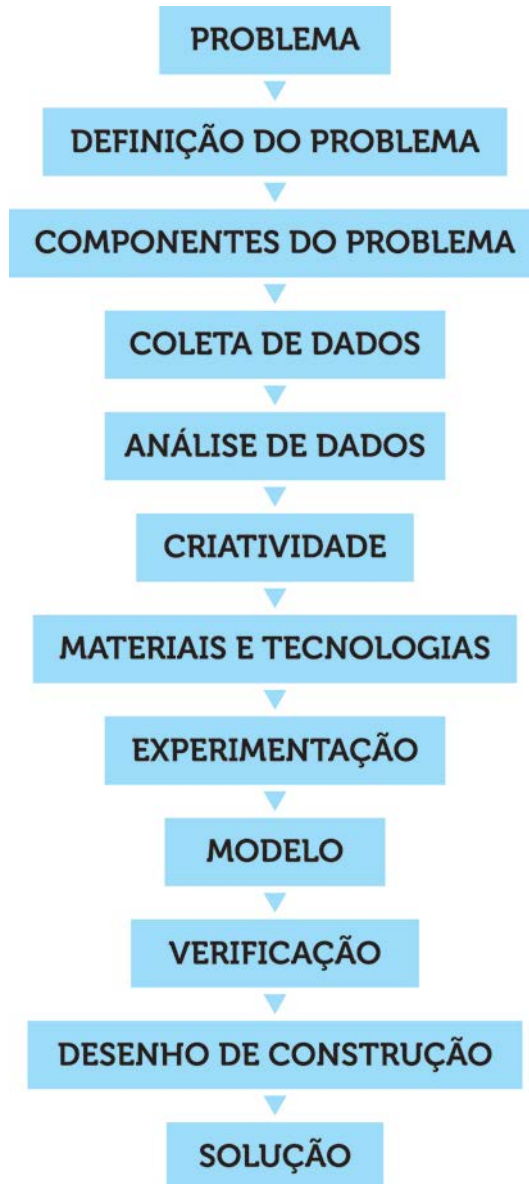 PROBLEMA
DEFINIÇÃO DO PROBLEMA
COMPONENTES DO PROBLEMA
COLETA DE DADOS
ANÁLISE DE DADOS
CRIATIVIDADE
MATERIAIS E TECNOLOGIAS
EXPERIMENTAÇÃO
MODELO
VERIFICAÇÃO
DESENHO DE CONSTRUÇÃO
SOLUÇÃO